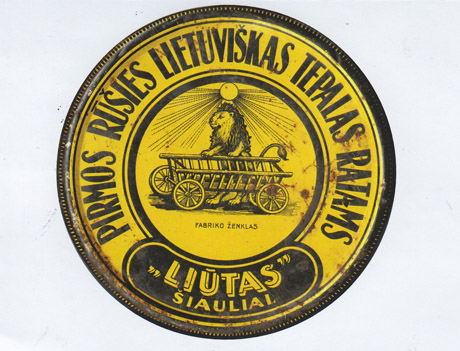 PIRMOS RŪŠIES LIETUVIŠKAS TEPALAS RATAMS
FABRIKO ŽENKLAS
„LIŪTAS”
ŠIAULIAI.